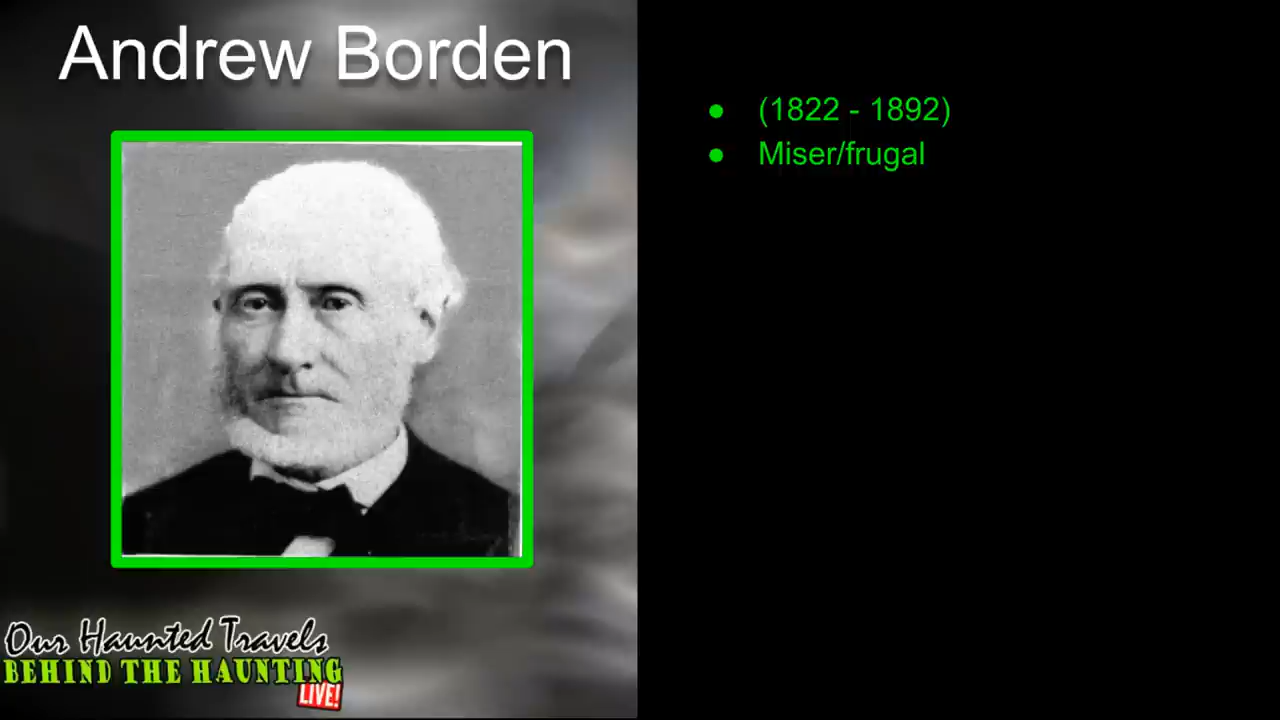 Andrew Borden
● (1822 - 1892)
● Miser/frugal
Our Haunted Travels
BEHIND THE HAUNTING
LIVE!